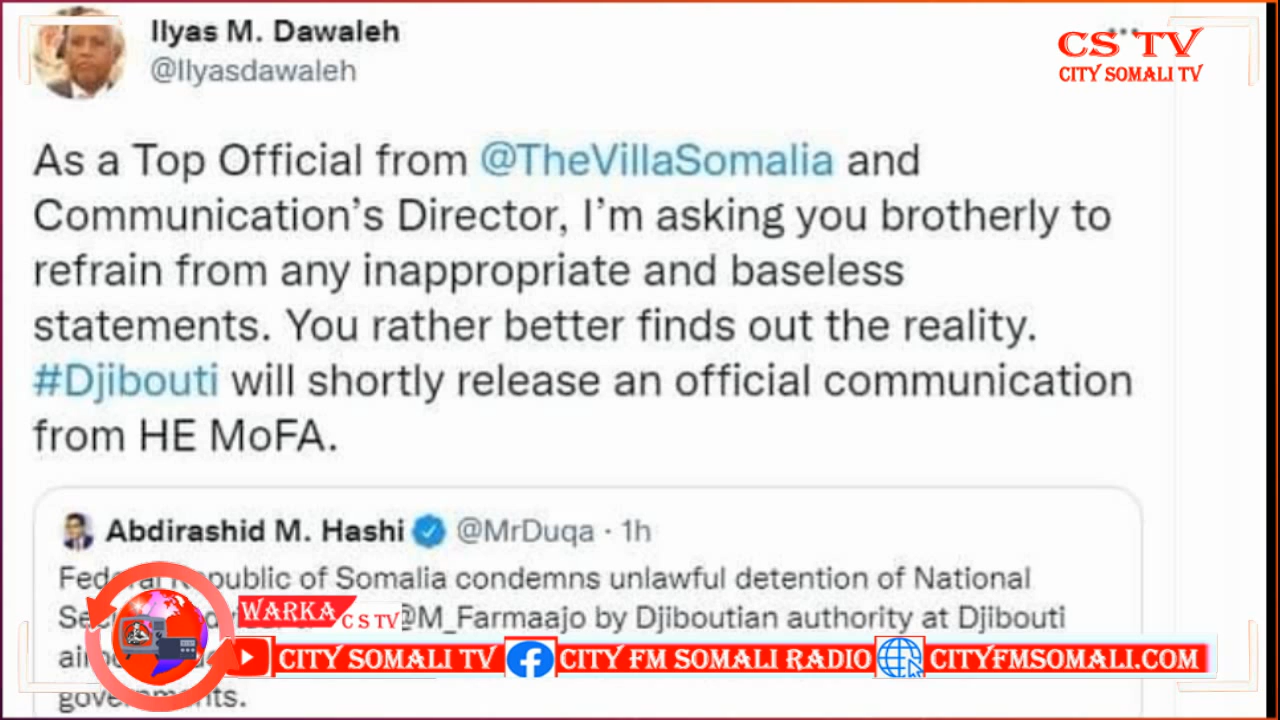 Ilyas M. Dawaleh
@Ilyasdawaleh
CS TV
CITY SOMALI TV
As a Top Official from @TheVillaSomalia and
Communication's Director, I'm asking you brotherly to
refrain from any inappropriate and baseless
statements. You rather better finds out the reality.
#Djibouti will shortly release an official communication
from HE MoFA.
Abdirashid M. Hashi @MrDuqa · 1h
Federal Republic of Somalia condemns unlawful detention of National
@M_Farmaajo by Djiboutian authority at Djibouti
governments.
WARKA
CS TV
CITY SOMALI TV CITY FM SOMALI RADIO CITYFMSOMALI.COM